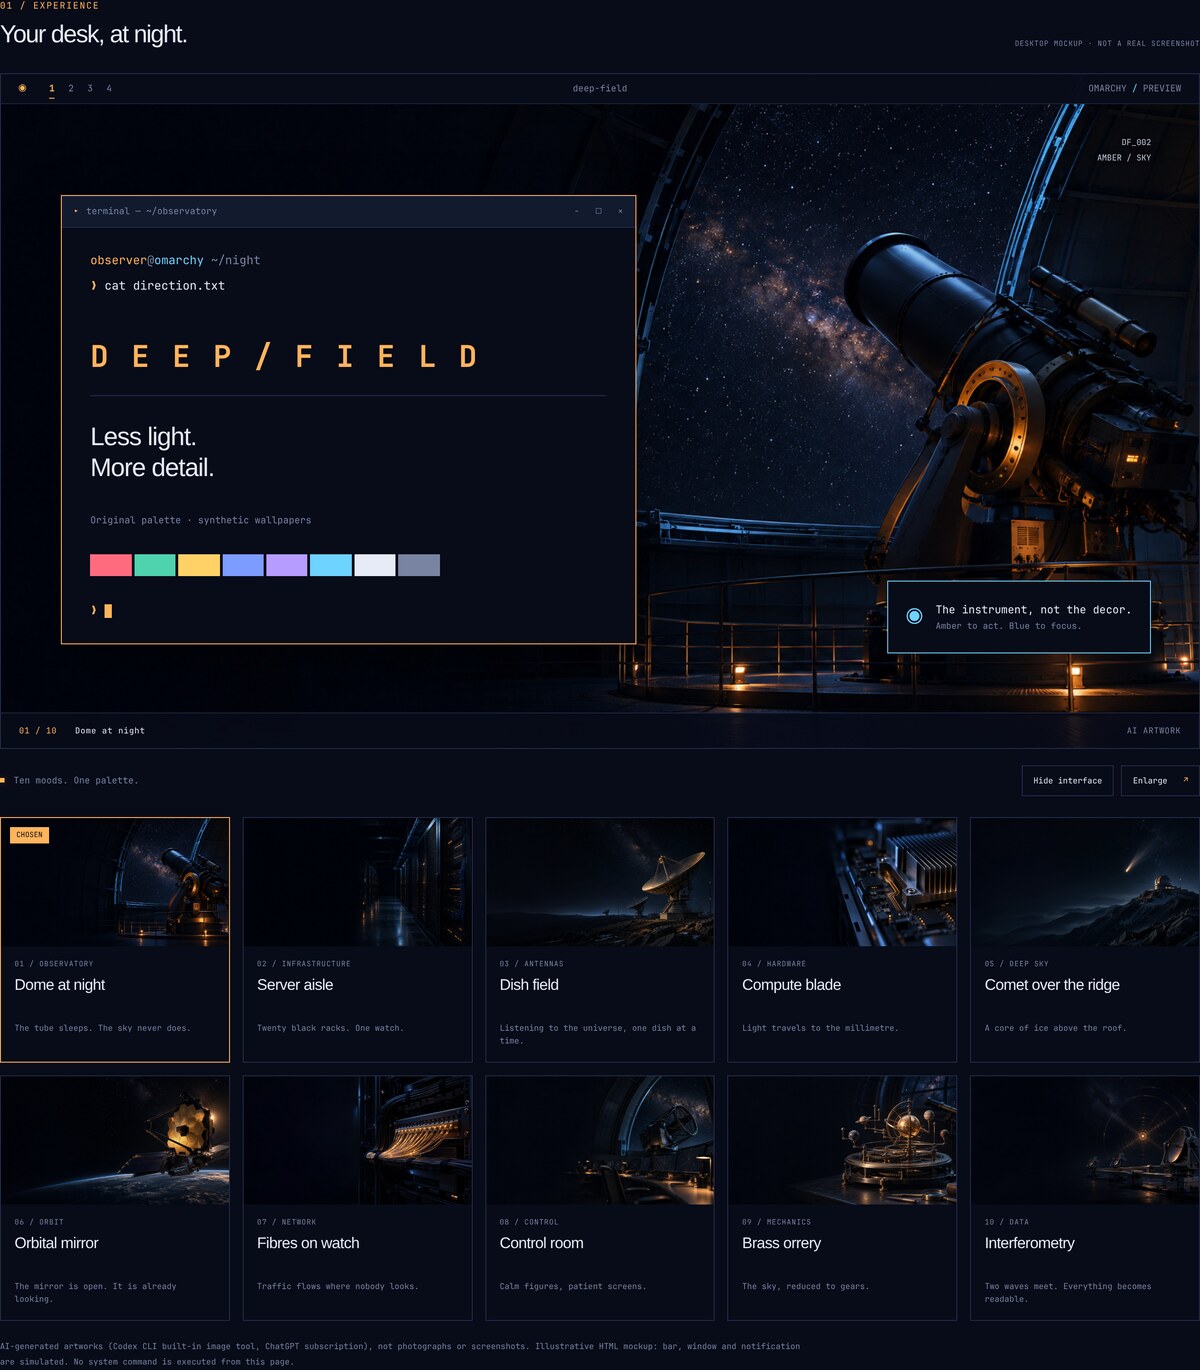 01 / EXPERIENCE
Your desk, at night.
DESKTOP MOCKUP · NOT A REAL SCREENSHOT
1 2 3 4
deep-field
OMARCHY / PREVIEW
DF_002
AMBER / SKY
terminal — ~/observatory
observer@omarchy ~/night
❯ cat direction.txt
DEEP/FIELD
Less light.
More detail.
Original palette · synthetic wallpapers
❯
The instrument, not the decor.
Amber to act. Blue to focus.
01 / 10 Dome at night
AI ARTWORK
Ten moods. One palette.
Hide interface
Enlarge ↗
CHOSEN
01 / OBSERVATORY
Dome at night
The tube sleeps. The sky never does.
02 / INFRASTRUCTURE
Server aisle
Twenty black racks. One watch.
03 / ANTENNAS
Dish field
Listening to the universe, one dish at a
time.
04 / HARDWARE
Compute blade
Light travels to the millimetre.
05 / DEEP SKY
Comet over the ridge
A core of ice above the roof.
06 / ORBIT
Orbital mirror
The mirror is open. It is already
looking.
07 / NETWORK
Fibres on watch
Traffic flows where nobody looks.
08 / CONTROL
Control room
Calm figures, patient screens.
09 / MECHANICS
Brass orrery
The sky, reduced to gears.
10 / DATA
Interferometry
Two waves meet. Everything becomes
readable.
AI-generated artworks (Codex CLI built-in image tool, ChatGPT subscription), not photographs or screenshots. Illustrative HTML mockup: bar, window and notification
are simulated. No system command is executed from this page.